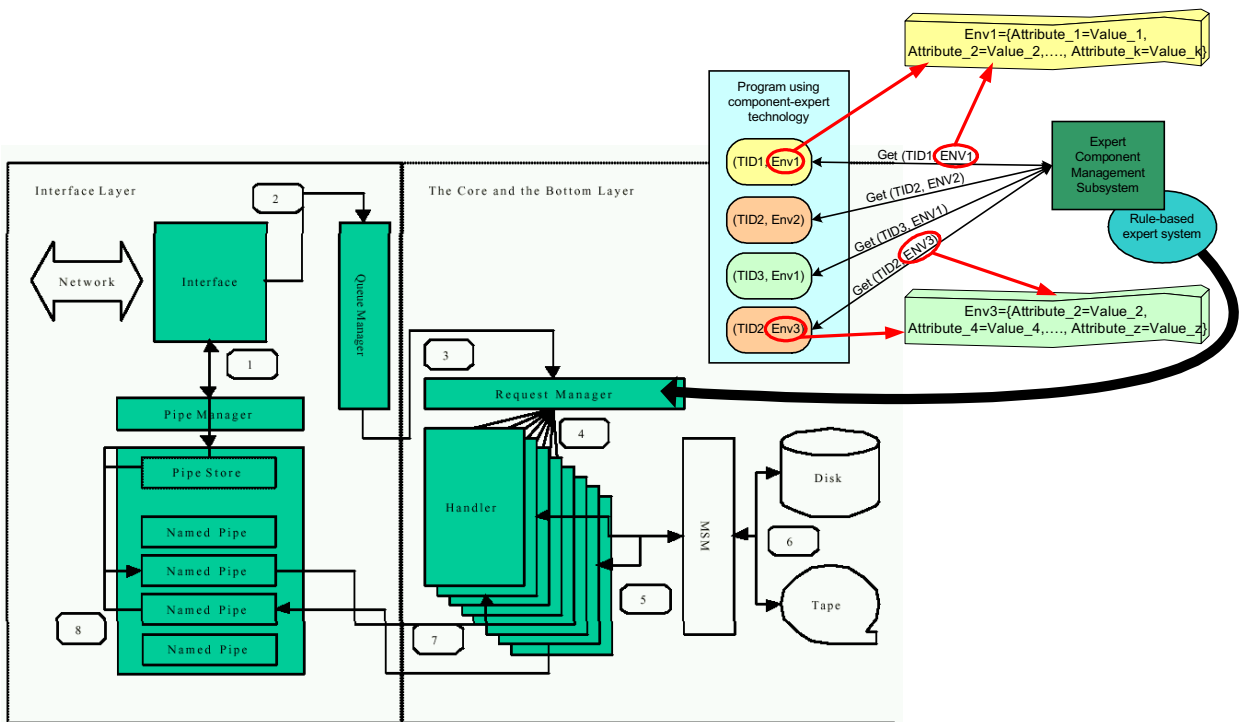 Env1={Attribute_1=Value_1,
Attribute_2=Value_2,...., Attribute_k=Value_k}
Program using
component-expert
technology
(TID1, Env1)
(TID2, Env2)
(TID3, Env1)
(TID2, Env3)
Get (TID1, ENV1)
Get (TID2, ENV2)
Get (TID3, ENV1)
Get (TID2, ENV3)
Expert
Component
Management
Subsystem
Rule-based
expert system
Env3={Attribute_2=Value_2,
Attribute_4=Value_4,...., Attribute_z=Value_z}
Interface Layer
The Core and the Bottom Layer
2
Network
Interface
Queue Manager
1
3
Pipe Manager
Request Manager
4
Pipe Store
Handler
MSM
Disk
Named Pipe
6
Named Pipe
5
Named Pipe
Tape
8
7
Named Pipe